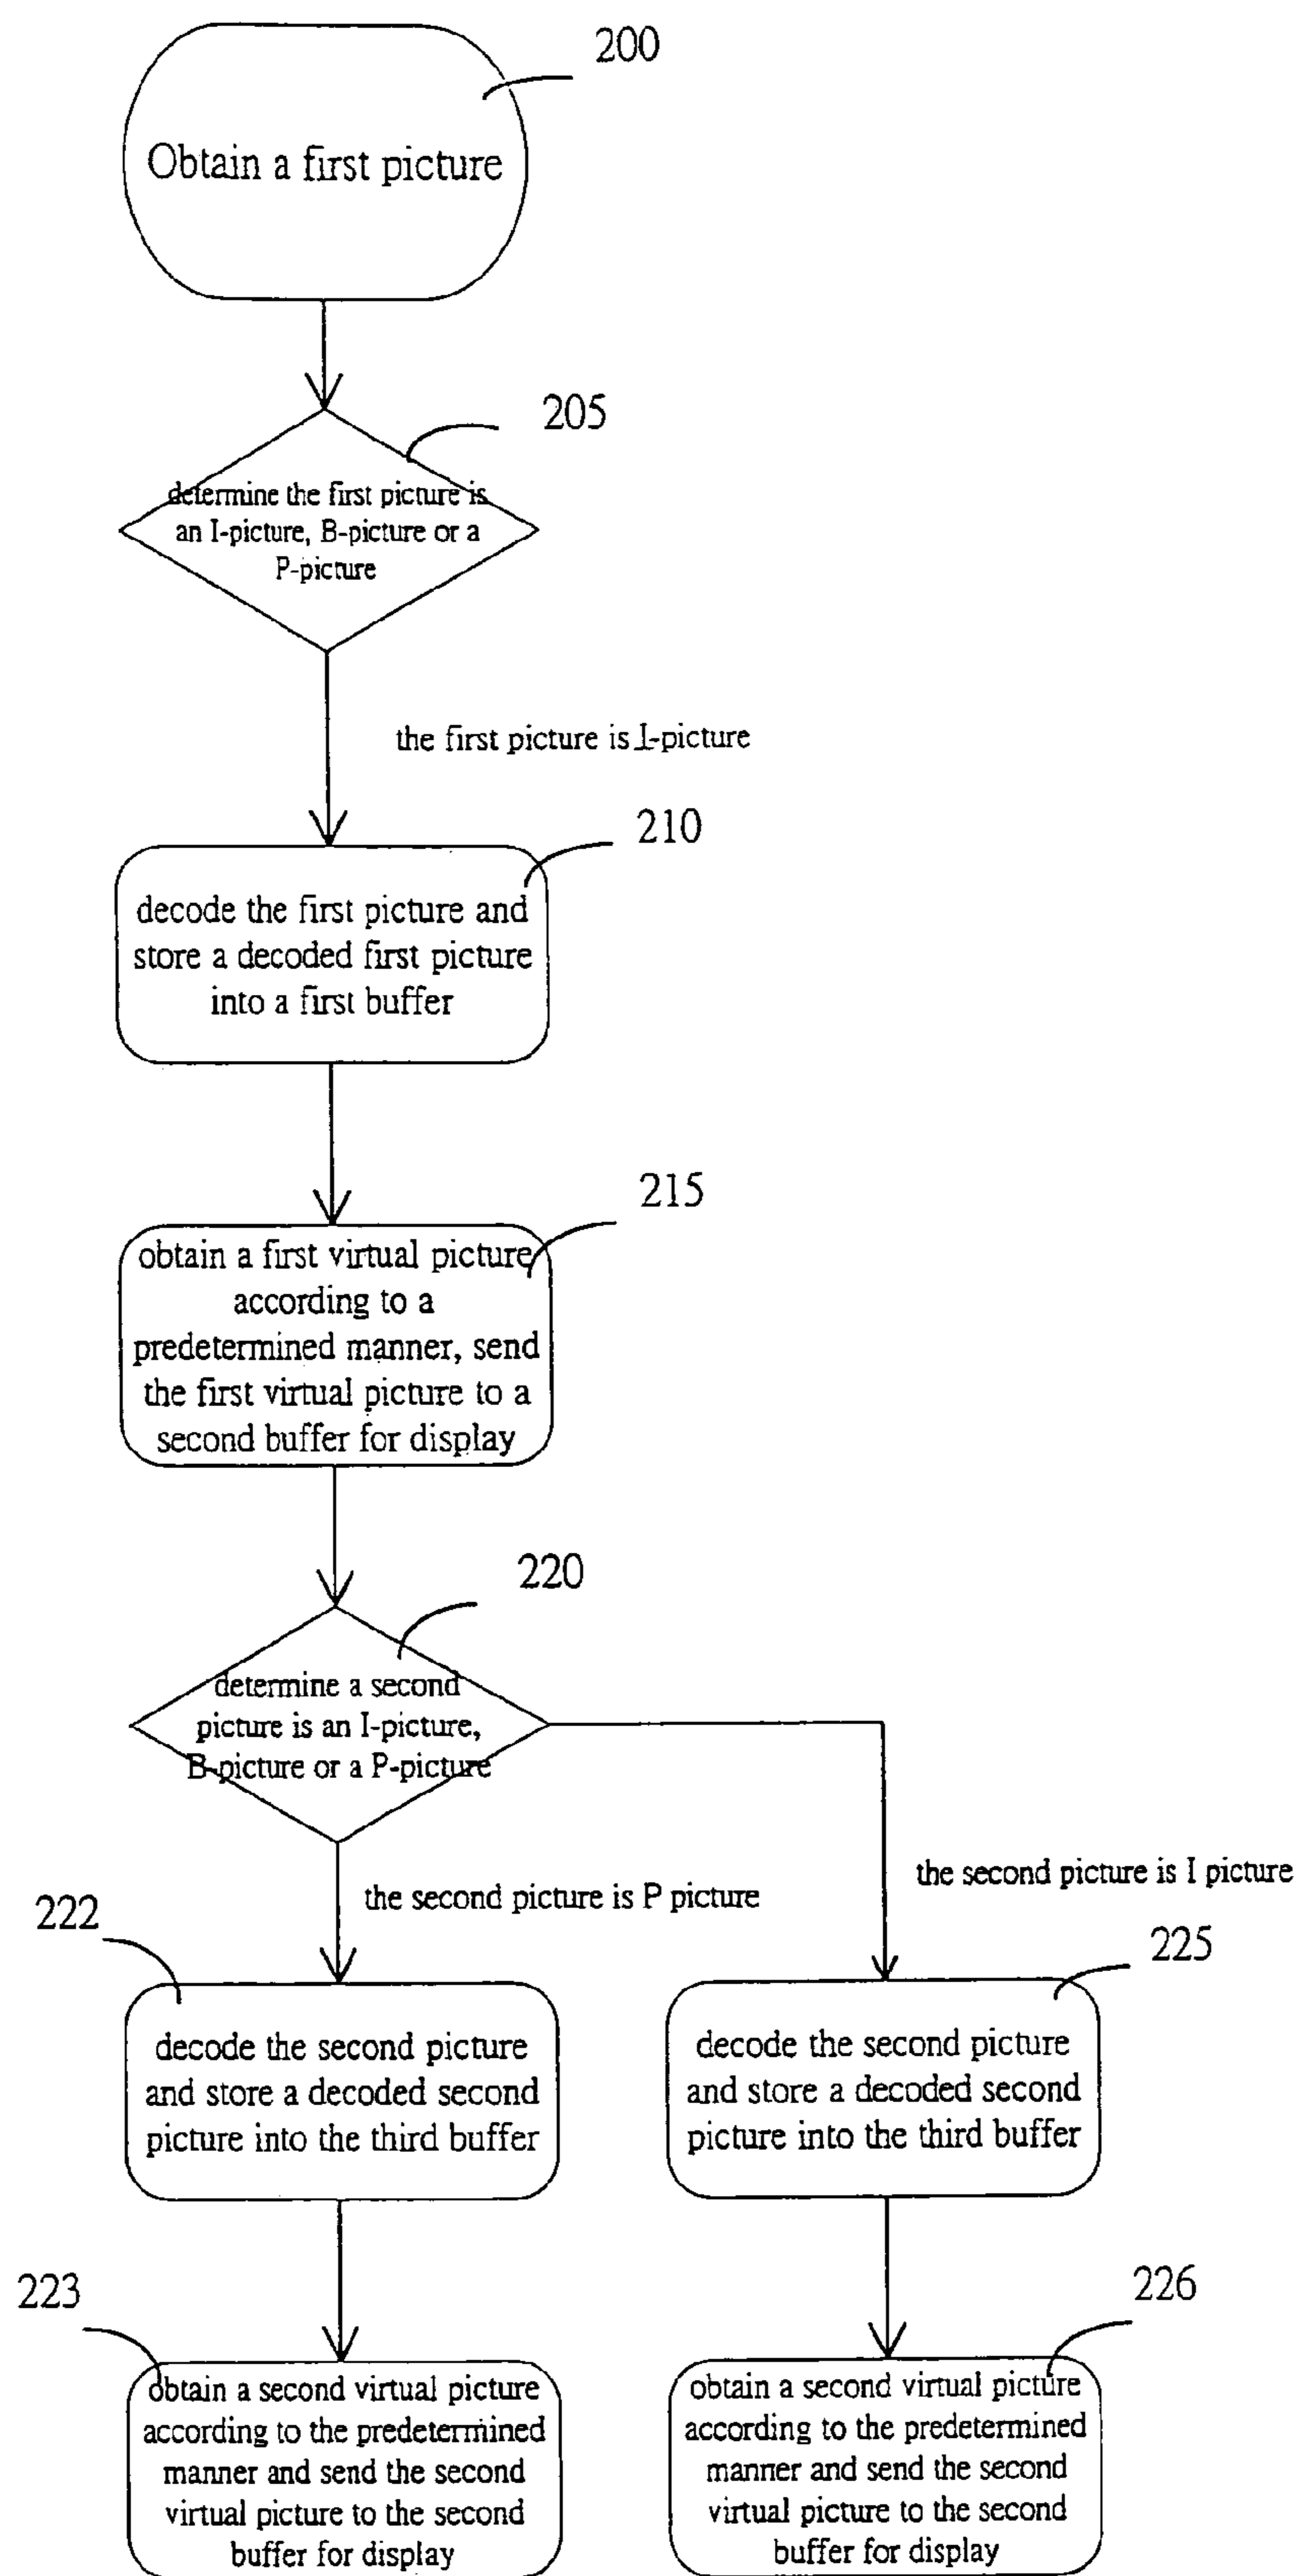 200
Obtain a first picture
205
determine the first picture is
an I-picture, B-picture or a
P-picture
the first picture is I-picture
210
decode the first picture and
store a decoded first picture
into a first buffer
215
obtain a first virtual picture
according to a
predetermined manner, send
the first virtual picture to a
second buffer for display
220
determine a second
picture is an I-picture,
B-picture or a P-picture
the second picture is P picture
the second picture is I picture
222
decode the second picture
and store a decoded second
picture into the third buffer
225
decode the second picture
and store a decoded second
picture into the third buffer
223
obtain a second virtual picture
according to the predetermined
manner and send the second
virtual picture to the second
buffer for display
226
obtain a second virtual picture
according to the predetermined
manner and send the second
virtual picture to the second
buffer for display